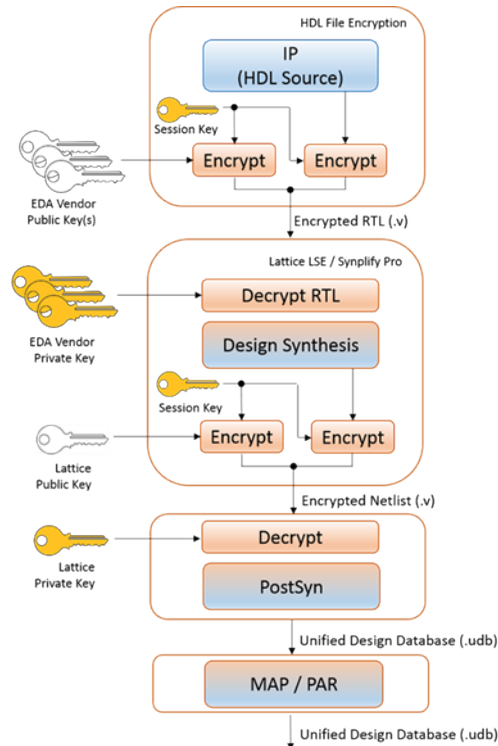 HDL File Encryption
IP
(HDL Source)
Session Key
Encrypt
Encrypt
EDA Vendor
Public Key(s)
Encrypted RTL (.v)
Lattice LSE / Synplify Pro
Decrypt RTL
EDA Vendor
Private Key
Design Synthesis
Session Key
Encrypt
Encrypt
Lattice
Public Key
Encrypted Netlist (.v)
Decrypt
Lattice
Private Key
PostSyn
Unified Design Database (.udb)
MAP / PAR
Unified Design Database (.udb)